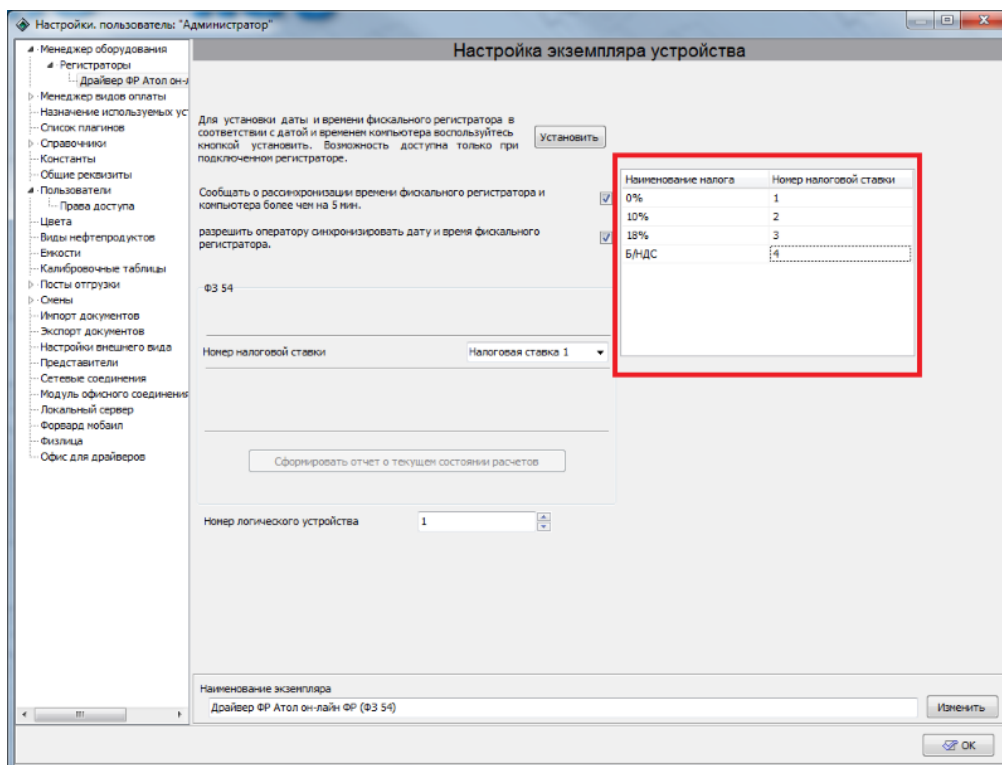 Настройки. пользователь: "Администратор"
Менеджер оборудования
Регистраторы
Драйвер ФР Атол он-л
Менеджер видов оплаты
Назначение используемых ус
Список плагинов
Справочники
Константы
Общие реквизиты
Пользователи
Права доступа
Цвета
Виды нефтепродуктов
Емкости
Калибровочные таблицы
Посты отгрузки
Смены
Импорт документов
Экспорт документов
Настройки внешнего вида
Представители
Сетевые соединения
Модуль офисного соединения
Локальный сервер
Форвард мобаил
Физлица
Офис для драйверов
Настройка экземпляра устройства
Для установки даты и времени фискального регистратора в
соответствии с датой и временем компьютера воспользуйтесь
кнопкой установить. Возможность доступна только при
подключенном регистраторе.
Установить
Сообщать о рассинхронизации времени фискального регистратора и
компьютера более чем на 5 мин.
разрешить оператору синхронизировать дату и время фискального
регистратора.
Наименование налога Номер налоговой ставки
0% 1
10% 2
18% 3
Б/НДС 4
ФЗ 54
Номер налоговой ставки Налоговая ставка 1
Сформировать отчет о текущем состоянии расчетов
Номер логического устройства 1
Наименование экземпляра
Драйвер ФР Атол он-лайн ФР (ФЗ 54) Изменить
OK